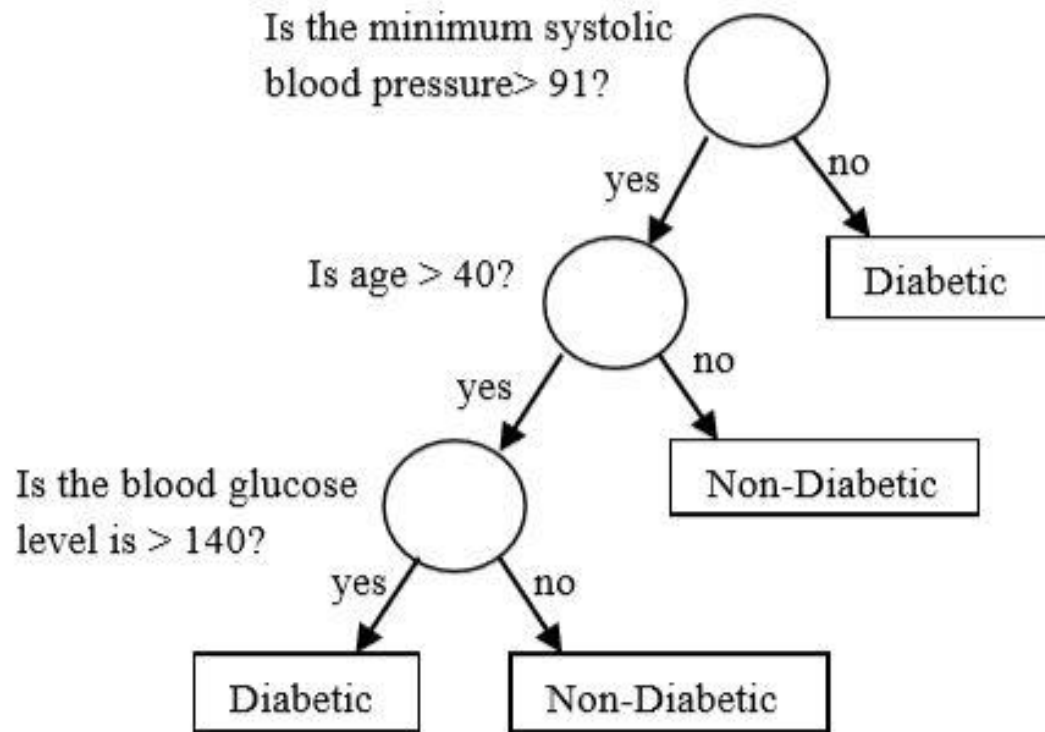 Is the minimum systolic
blood pressure> 91?
yes
no
Diabetic
Is age > 40?
yes
no
Non-Diabetic
Is the blood glucose
level is > 140?
yes
no
Diabetic
Non-Diabetic